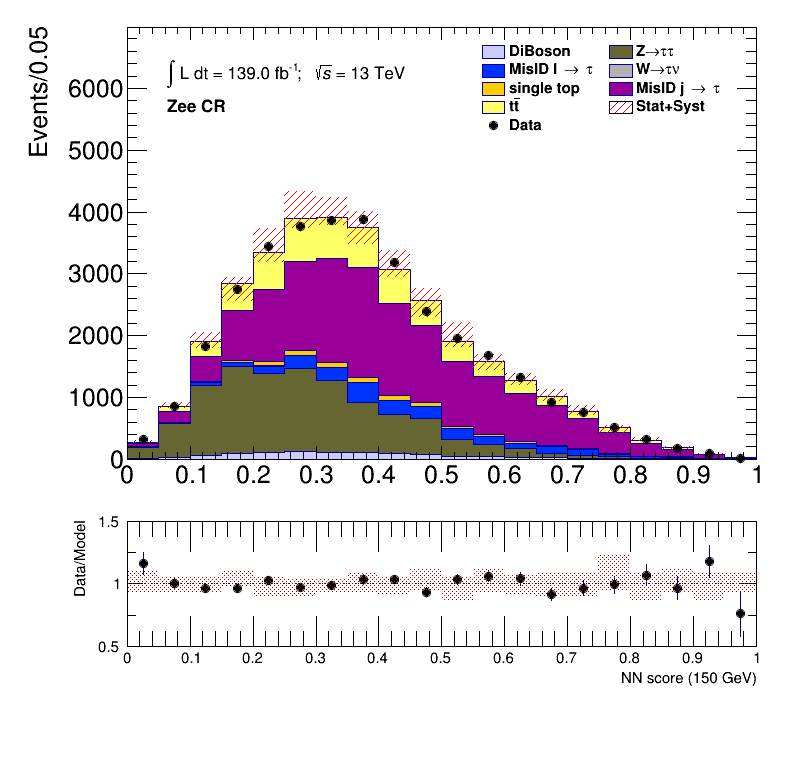 Events/0.05
∫ L dt = 139.0 fb⁻¹; √s = 13 TeV
Zee CR
DiBoson
MisID l → τ
single top
tt̄
Data
Z→ττ
W→τν
MisID j → τ
Stat+Syst
6000
5000
4000
3000
2000
1000
0
0 0.1 0.2 0.3 0.4 0.5 0.6 0.7 0.8 0.9 1
Data/Model
1.5
1
0.5
0 0.1 0.2 0.3 0.4 0.5 0.6 0.7 0.8 0.9 1
NN score (150 GeV)